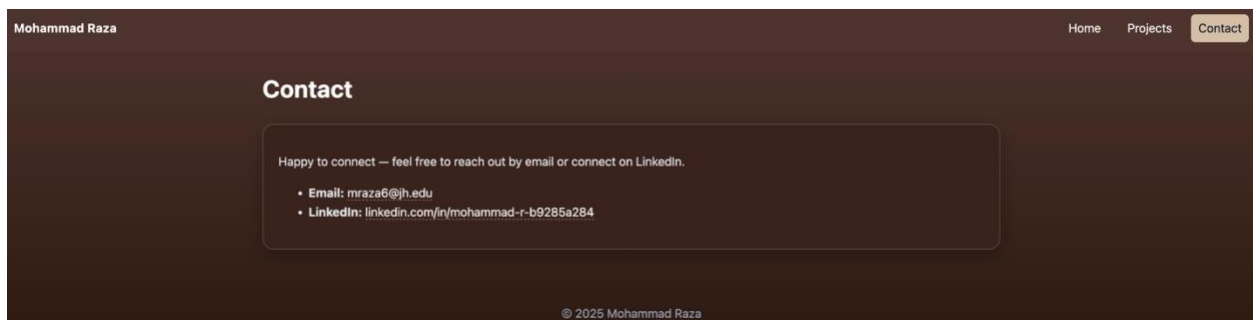 Mohammad Raza
Home Projects Contact
Contact
Happy to connect — feel free to reach out by email or connect on LinkedIn.
• Email: mraza6@jh.edu
• LinkedIn: linkedin.com/in/mohammad-r-b9285a284
© 2025 Mohammad Raza